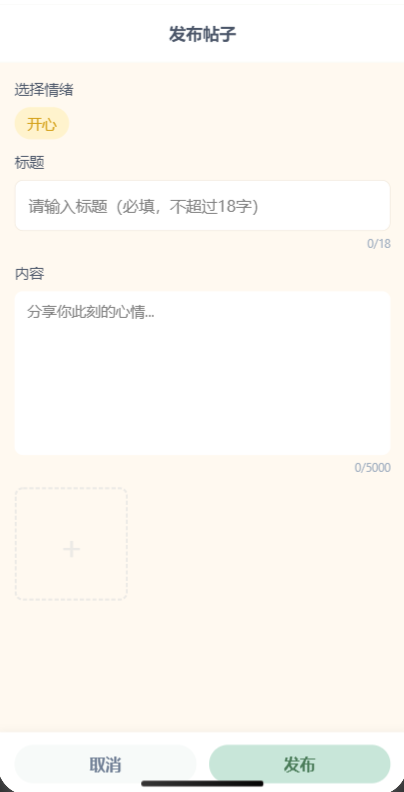 发布帖子
选择情绪
开心
标题
请输入标题（必填，不超过18字）
0/18
内容
分享你此刻的心情...
0/5000
+
取消
发布